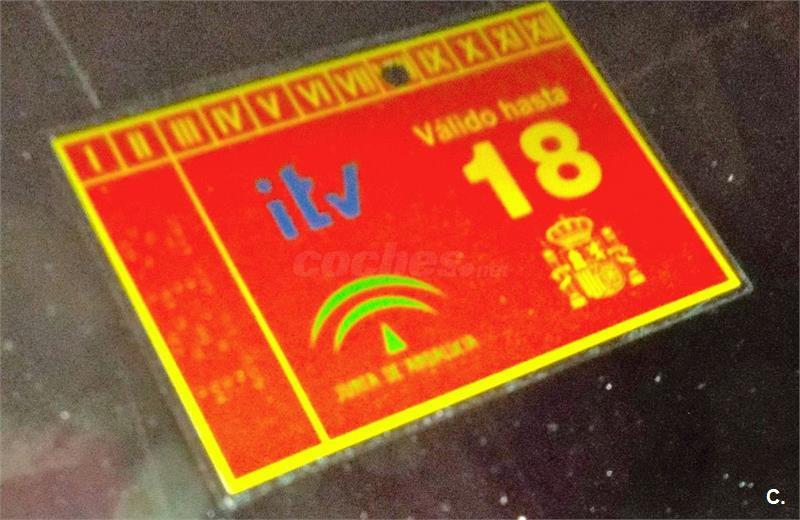 I II III IV V VI VII IX X XI XII
Válido hasta
18
itv
coches.net
JUNTA DE ANDALUCIA
C.